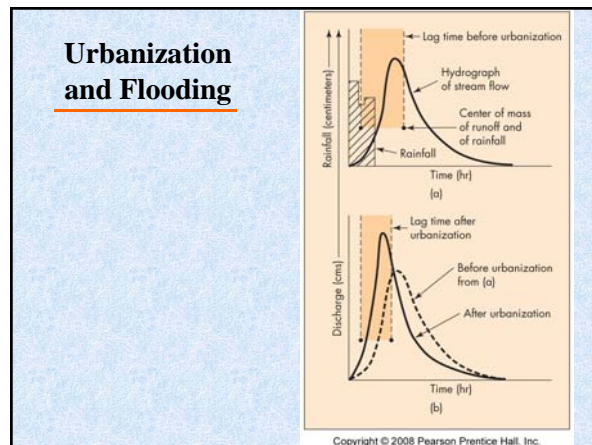 Urbanization
and Flooding
Lag time before urbanization
Hydrograph
of stream flow
Center of mass
of runoff and
of rainfall
Rainfall
Rainfall (centimeters)
Time (hr)
(a)
Lag time after
urbanization
Before urbanization
from (a)
After urbanization
Discharge (cms)
Time (hr)
(b)
Copyright © 2008 Pearson Prentice Hall, Inc.